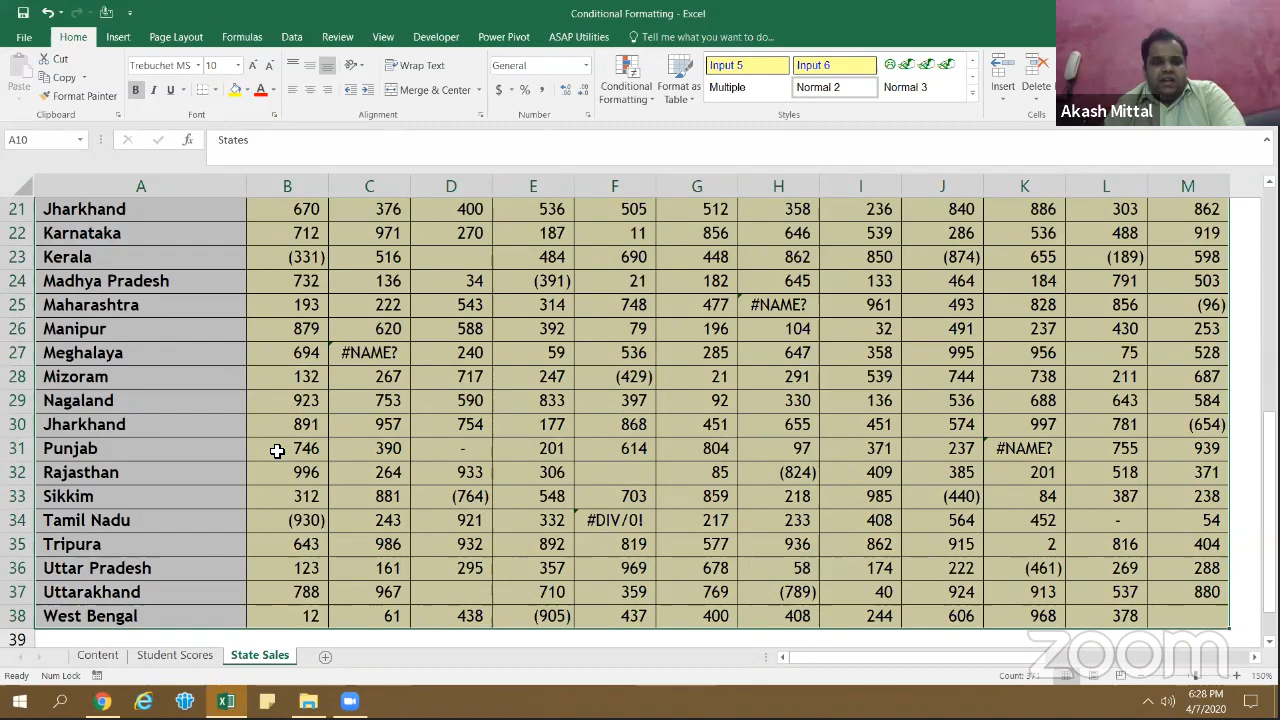 Conditional Formatting - Excel
File Home Insert Page Layout Formulas Data Review View Developer Power Pivot ASAP Utilities Tell me what you want to do...
Paste
Cut
Copy
Format Painter
Clipboard
Trebuchet MS 10
B I U
Font
Wrap Text
Merge & Center
Alignment
General
$ % ,
Number
Conditional Formatting
Format as Table
Input 5 Input 6
Multiple Normal 2 Normal 3
Styles
Insert Delete
Cells
Akash Mittal
A10 fx States
A B C D E F G H I J K L M
21 Jharkhand 670 376 400 536 505 512 358 236 840 886 303 862
22 Karnataka 712 971 270 187 11 856 646 539 286 536 488 919
23 Kerala (331) 516 484 690 448 862 850 (874) 655 (189) 598
24 Madhya Pradesh 732 136 34 (391) 21 182 645 133 464 184 791 503
25 Maharashtra 193 222 543 314 748 477 #NAME? 961 493 828 856 (96)
26 Manipur 879 620 588 392 79 196 104 32 491 237 430 253
27 Meghalaya 694 #NAME? 240 59 536 285 647 358 995 956 75 528
28 Mizoram 132 267 717 247 (429) 21 291 539 744 738 211 687
29 Nagaland 923 753 590 833 397 92 330 136 536 688 643 584
30 Jharkhand 891 957 754 177 868 451 655 451 574 997 781 (654)
31 Punjab 746 390 - 201 614 804 97 371 237 #NAME? 755 939
32 Rajasthan 996 264 933 306 85 (824) 409 385 201 518 371
33 Sikkim 312 881 (764) 548 703 859 218 985 (440) 84 387 238
34 Tamil Nadu (930) 243 921 332 #DIV/0! 217 233 408 564 452 - 54
35 Tripura 643 986 932 892 819 577 936 862 915 2 816 404
36 Uttar Pradesh 123 161 295 357 969 678 58 174 222 (461) 269 288
37 Uttarakhand 788 967 710 359 769 (789) 40 924 913 537 880
38 West Bengal 12 61 438 (905) 437 400 408 244 606 968 378
39
Content Student Scores State Sales
zoom
Ready Num Lock
150%
6:28 PM
4/7/2020